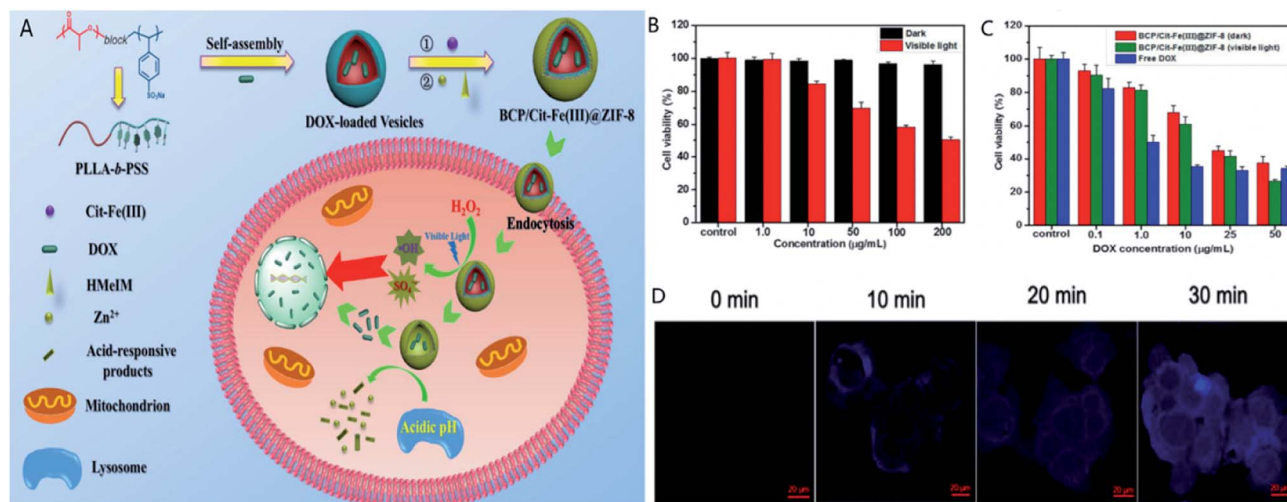 A
O
O
block
SO₃Na
PLLA-b-PSS
Self-assembly
DOX-loaded Vesicles
①
②
BCP/Cit-Fe(III)@ZIF-8
Endocytosis
H₂O₂
Visible Light
•OH
SO₄•⁻
Acidic pH
Cit-Fe(III)
DOX
HMeIM
Zn²⁺
Acid-responsive
products
Mitochondrion
Lysosome
B
Dark
Visible light
Cell viability (%)
120
100
80
60
40
20
0
control 1.0 10 50 100 200
Concentration (μg/mL)
C
BCP/Cit-Fe(III)@ZIF-8 (dark)
BCP/Cit-Fe(III)@ZIF-8 (visible light)
Free DOX
Cell viability (%)
120
100
80
60
40
20
0
control 0.1 1.0 10 25 50
DOX concentration (μg/mL)
D
0 min 10 min 20 min 30 min
20 μm 20 μm 20 μm 20 μm